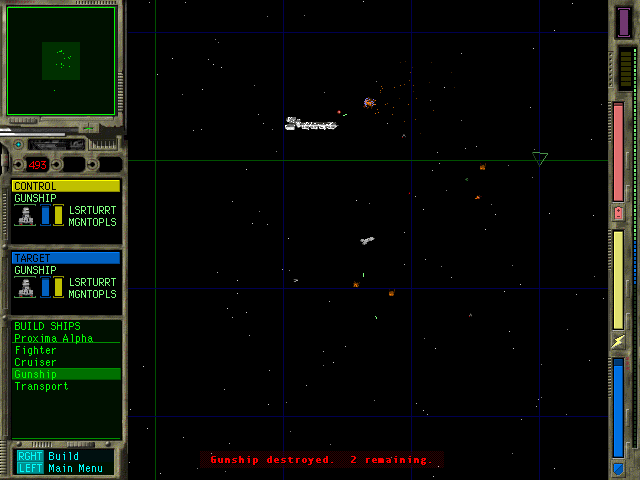 493
CONTROL
GUNSHIP
LSRTURRT
MGNTOPLS
TARGET
GUNSHIP
LSRTURRT
MGNTOPLS
BUILD SHIPS
Proxima Alpha
Fighter
Cruiser
Gunship
Transport
RGHT Build
LEFT Main Menu
Gunship destroyed. 2 remaining.